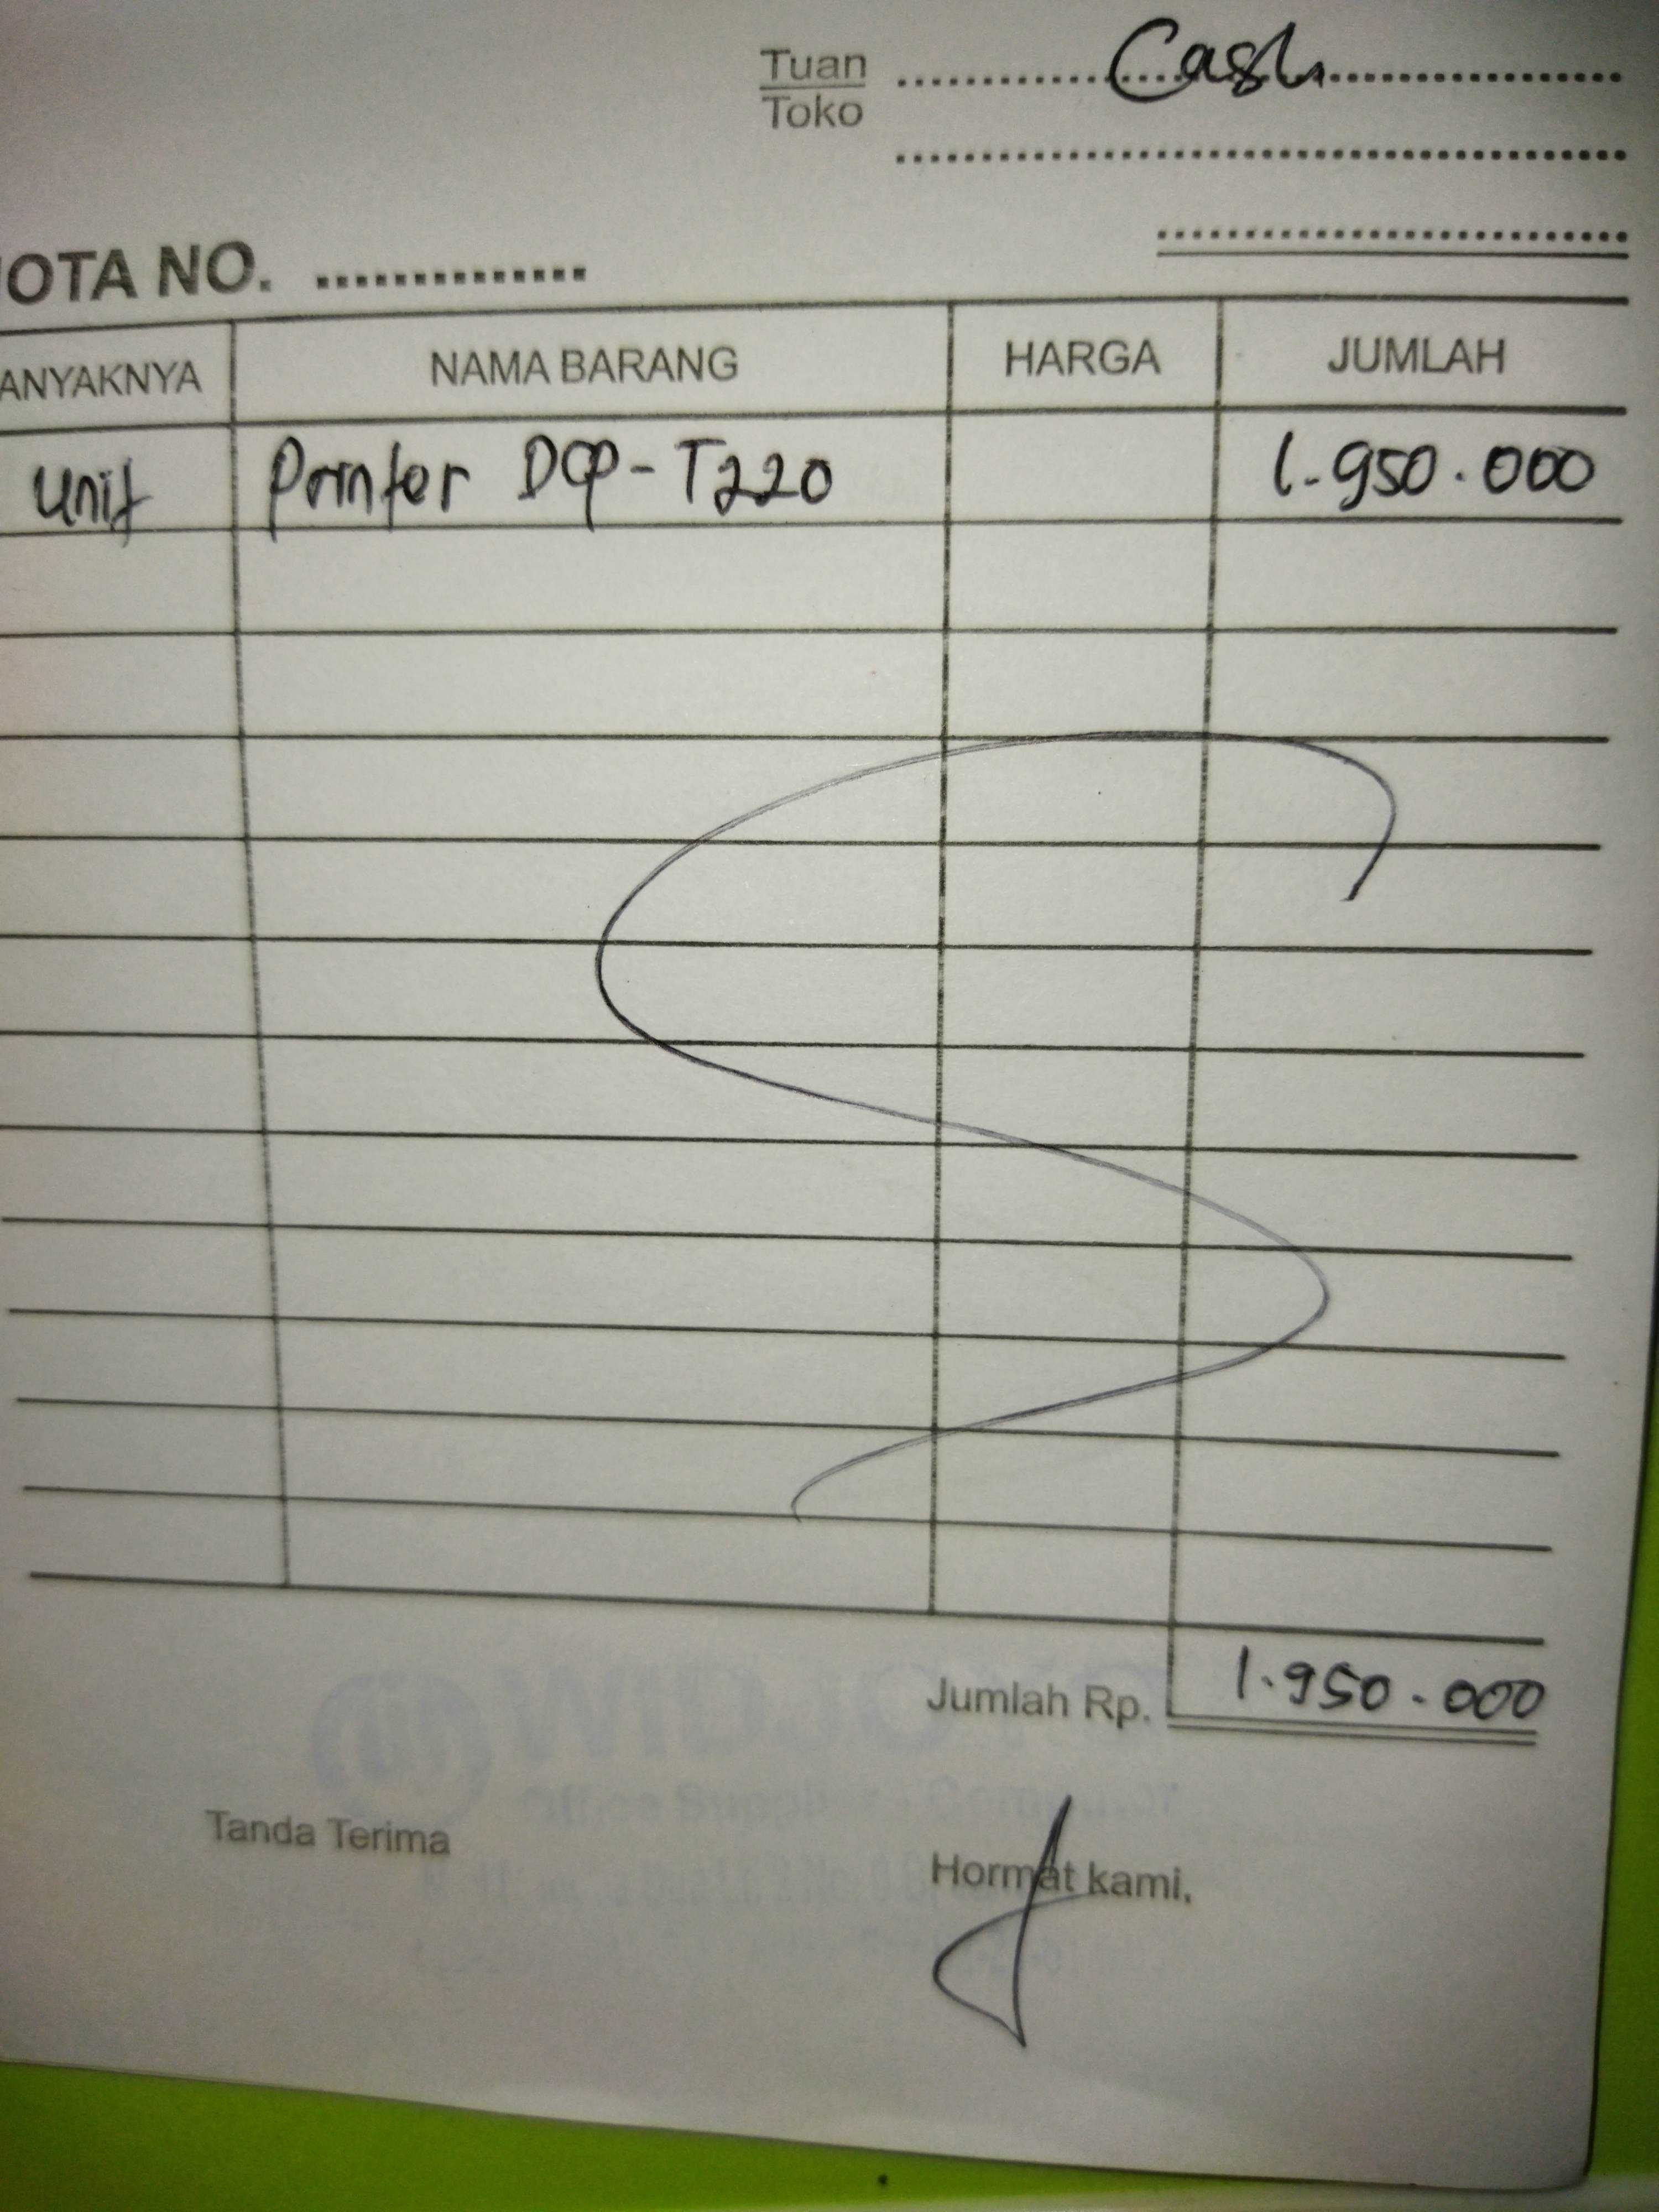 Tuan Cash
Toko
OTA NO.
ANYAKNYA NAMA BARANG HARGA JUMLAH
Unit Printer DCP-T220 1.950.000
Jumlah Rp. 1.950.000
Tanda Terima
Hormat kami,